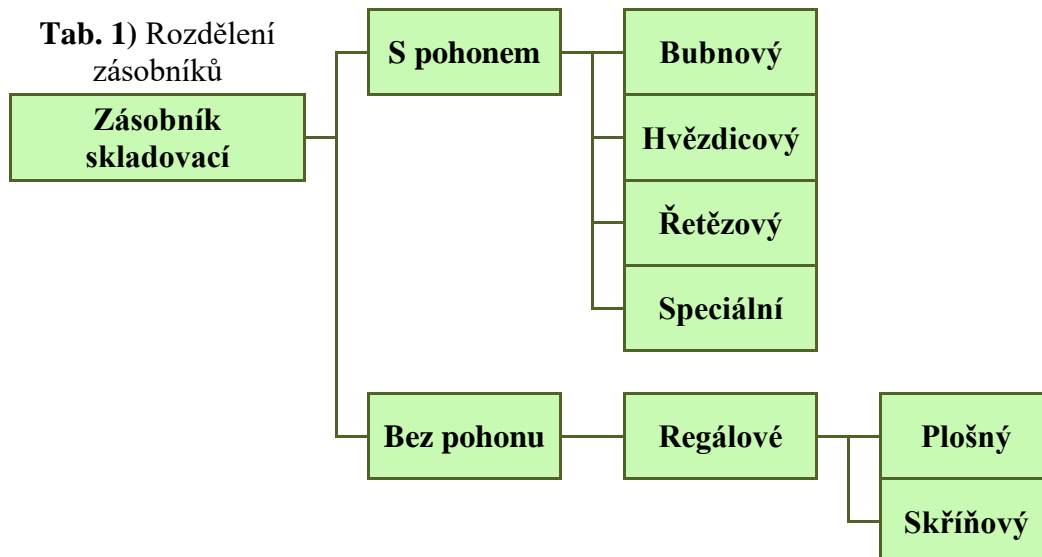 Tab. 1) Rozdělení
zásobníků
Zásobník
skladovací
S pohonem
Bubnový
Hvězdicový
Řetězový
Speciální
Bez pohonu
Regálové
Plošný
Skříňový